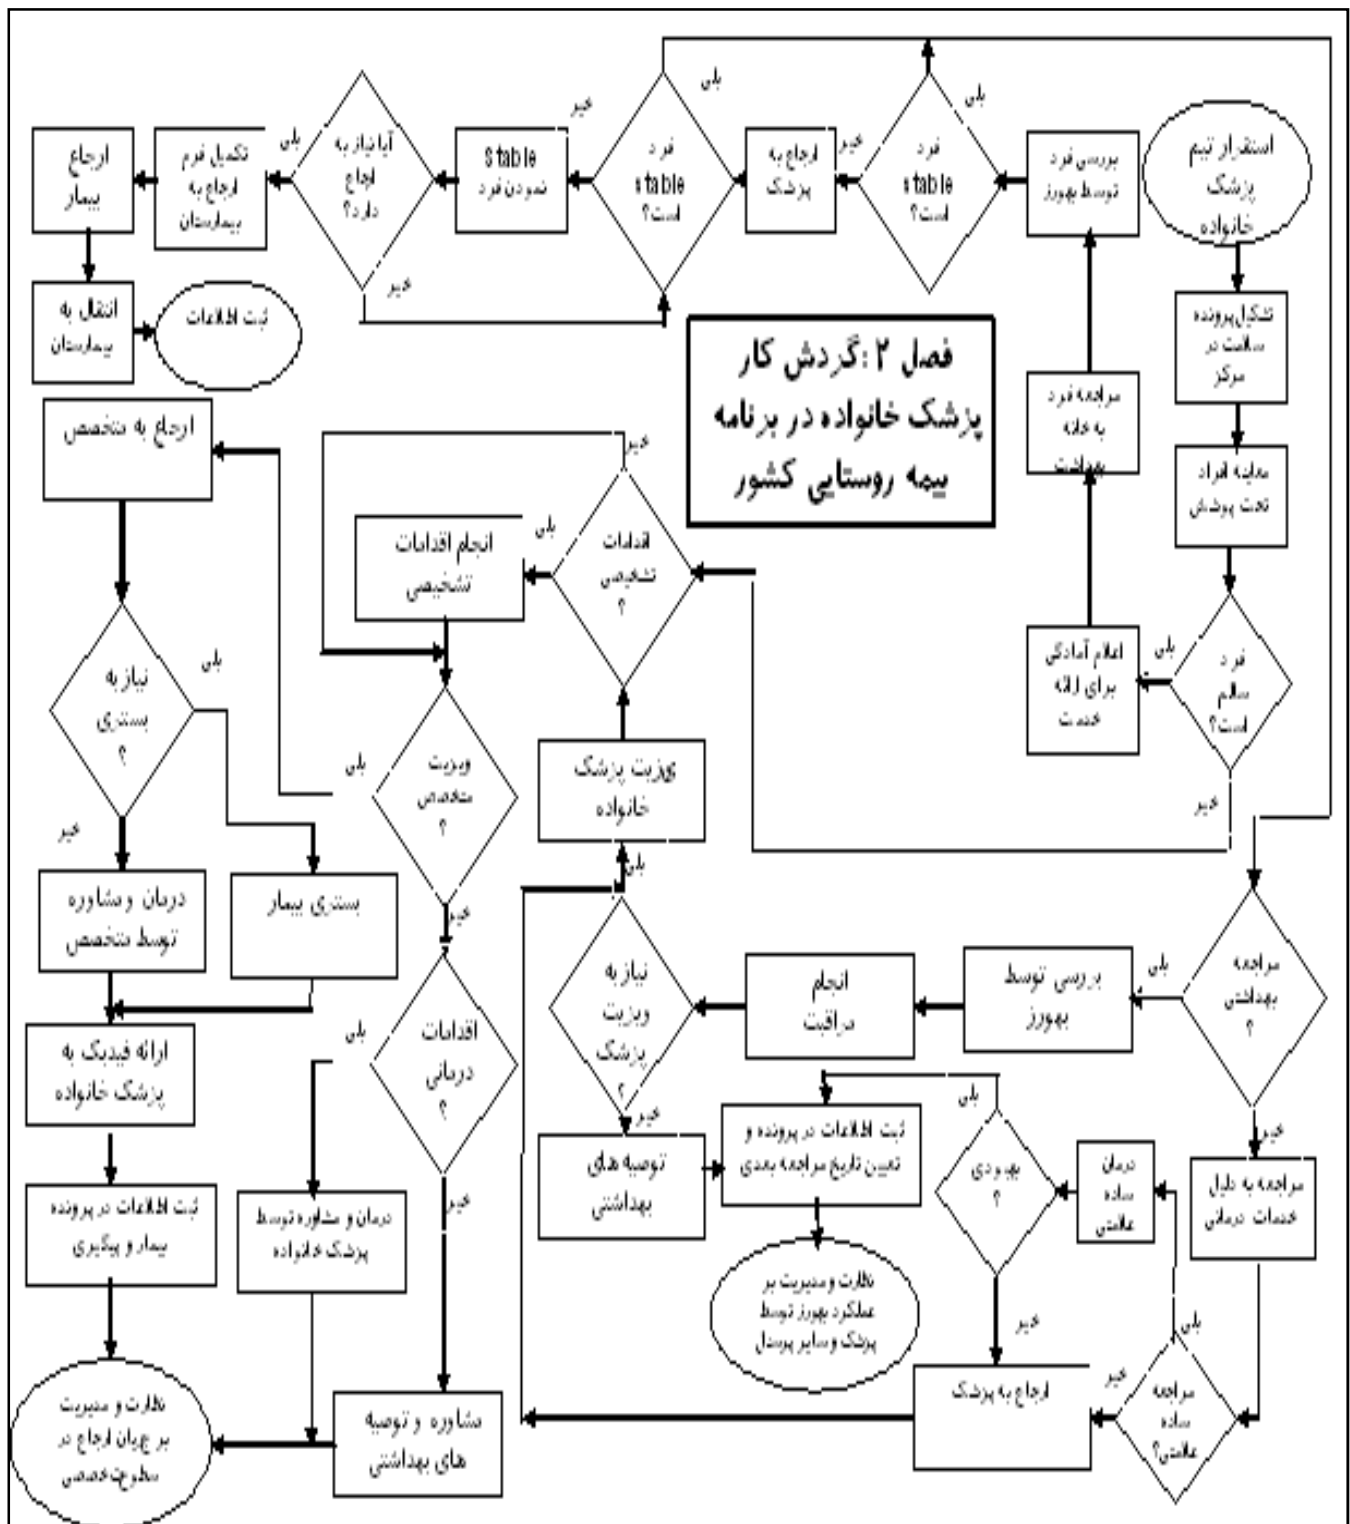 استقرار تیم
پزشک
خانواده
تشکیل پرونده
سلامت در
مرکز
معاینه افراد
تحت پوشش
فرد
سالم
است؟
بلی
خیر
اعلام آمادگی
برای ارائه
خدمت
مراجعه فرد
به خانه
بهداشت
بررسی فرد
توسط بهورز
فرد
stable
است؟
بلی
خیر
ارجاع به
پزشک
فرد
stable
است؟
بلی
خیر
stable
نمودن فرد
آیا نیاز به
ارجاع
دارد؟
بلی
خیر
تکمیل فرم
ارجاع به
بیمارستان
ارجاع
بیمار
انتقال به
بیمارستان
ثبت اطلاعات
فصل ۲ :گردش کار
پزشک خانواده در برنامه
بیمه روستایی کشور
مراجعه
بهداشتی
؟
بلی
خیر
بررسی توسط
بهورز
انجام
مراقبت
نیاز به
ویزیت
پزشک
؟
بلی
خیر
توصیه های
بهداشتی
ثبت اطلاعات در پرونده و
تعیین تاریخ مراجعه بعدی
نظارت و مدیریت بر
عملکرد بهورز توسط
پزشک و سایر پرسنل
مراجعه به دلیل
خدمات درمانی
مراجعه
ساده
علامتی؟
بلی
خیر
درمان
ساده
علامتی
بهبودی
؟
بلی
خیر
ارجاع به پزشک
یزیت پزشک
خانواده
اقدامات
تشخیصی
؟
بلی
خیر
انجام اقدامات
تشخیصی
ویزیت
متخصص
؟
بلی
خیر
اقدامات
درمانی
؟
بلی
خیر
درمان و مشاوره توسط
پزشک خانواده
مشاوره و توصیه
های بهداشتی
ارجاع به متخصص
نیاز به
بستری
؟
بلی
خیر
بستری بیمار
درمان و مشاوره
توسط متخصص
ارائه فیدبک به
پزشک خانواده
ثبت اطلاعات در پرونده
بیمار و پیگیری
نظارت و مدیریت
بر جریان ارجاع در